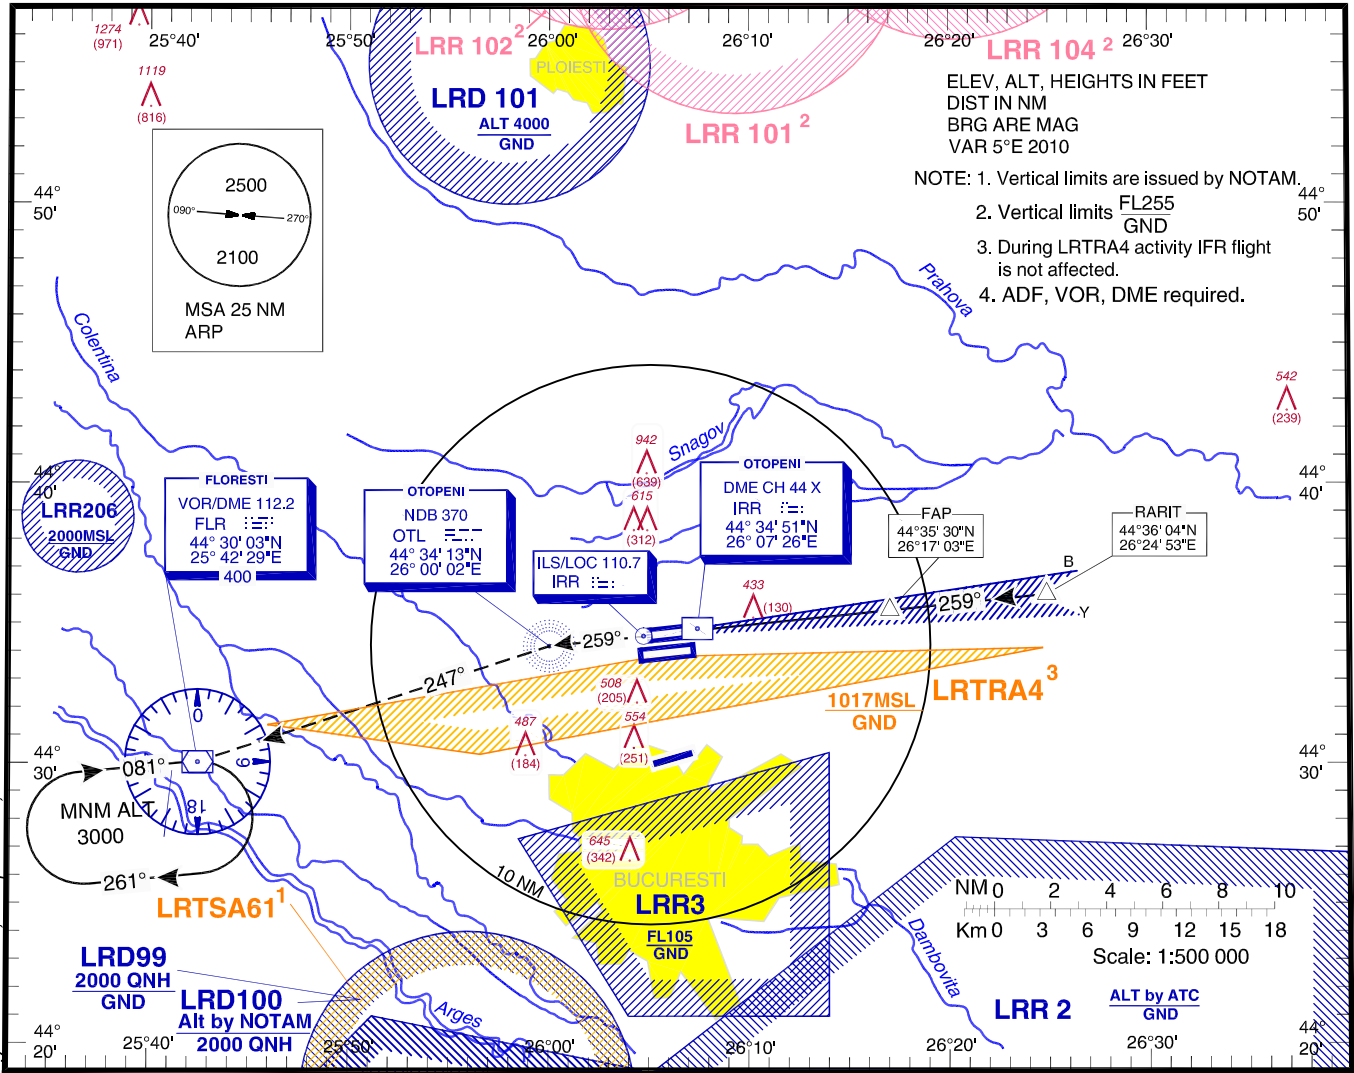 1274
(971)
25°40'
25°50'
26°00'
26°10'
26°20'
26°30'
LRR 102 2
LRR 104 2
PLOIESTI
1119
(816)
LRD 101
ALT 4000
GND
LRR 101 2
ELEV, ALT, HEIGHTS IN FEET
DIST IN NM
BRG ARE MAG
VAR 5°E 2010
NOTE: 1. Vertical limits are issued by NOTAM.
2. Vertical limits FL255
GND
3. During LRTRA4 activity IFR flight
is not affected.
4. ADF, VOR, DME required.
44°
50'
44°
50'
2500
090°
270°
2100
MSA 25 NM
ARP
Colentina
Prahova
Snagov
542
(239)
942
(639)
615
(312)
44°
40'
44°
40'
LRR206
2000MSL
GND
FLORESTI
VOR/DME 112.2
FLR
44° 30' 03"N
25° 42' 29"E
400
OTOPENI
NDB 370
OTL
44° 34' 13"N
26° 00' 02"E
ILS/LOC 110.7
IRR
OTOPENI
DME CH 44 X
IRR
44° 34' 51"N
26° 07' 26"E
FAP
44°35' 30"N
26°17' 03"E
RARIT
44°36' 04"N
26°24' 53"E
B
Y
433
(130)
259°
259°
247°
508
(205)
487
(184)
554
(251)
1017MSL
GND
LRTRA4 3
44°
30'
44°
30'
0
9
18
081°
MNM ALT
3000
261°
645
(342)
BUCURESTI
LRR3
FL105
GND
10 NM
LRTSA61 1
LRD99
2000 QNH
GND
LRD100
Alt by NOTAM
2000 QNH
Arges
Dambovita
NM 0 2 4 6 8 10
Km 0 3 6 9 12 15 18
Scale: 1:500 000
LRR 2
ALT by ATC
GND
44°
20'
44°
20'
25°40'
25°50'
26°00'
26°10'
26°20'
26°30'